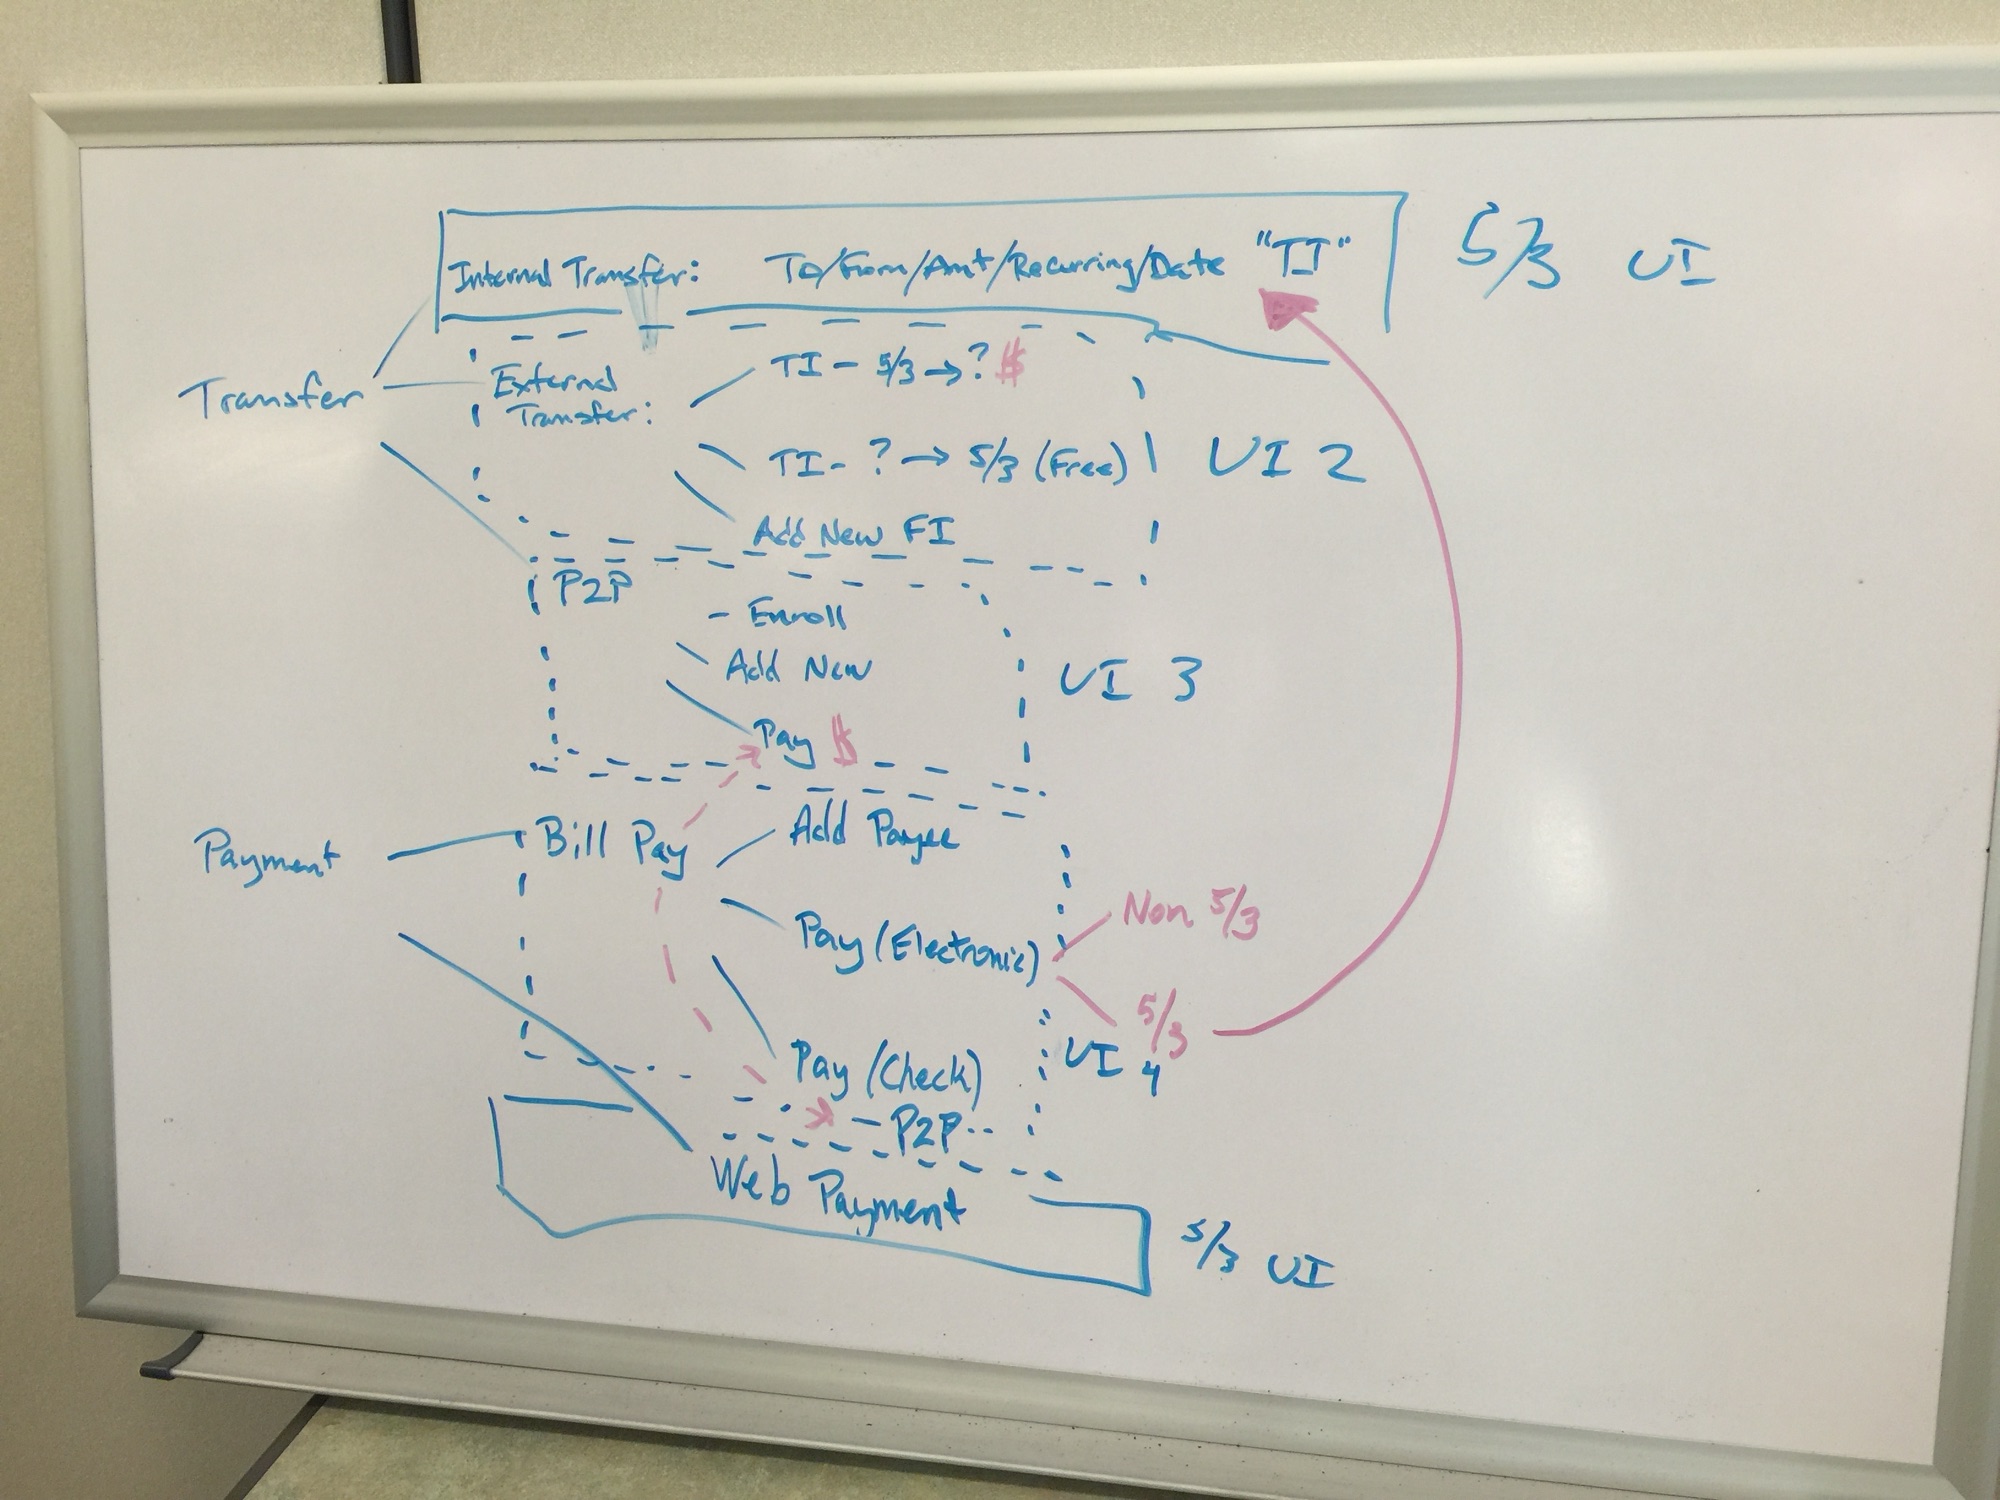 Internal Transfer: To/From/Amt/Recurring/Date "TI"
5/3 UI
Transfer
External
Transfer:
TI - 5/3 → ? $
TI - ? → 5/3 (Free)
UI 2
Add New FI
P2P
- Enroll
Add New
UI 3
Pay $
Payment
Bill Pay
Add Payee
Pay (Electronic)
Non 5/3
5/3
UI 4
Pay (Check)
- P2P
Web Payment
5/3 UI